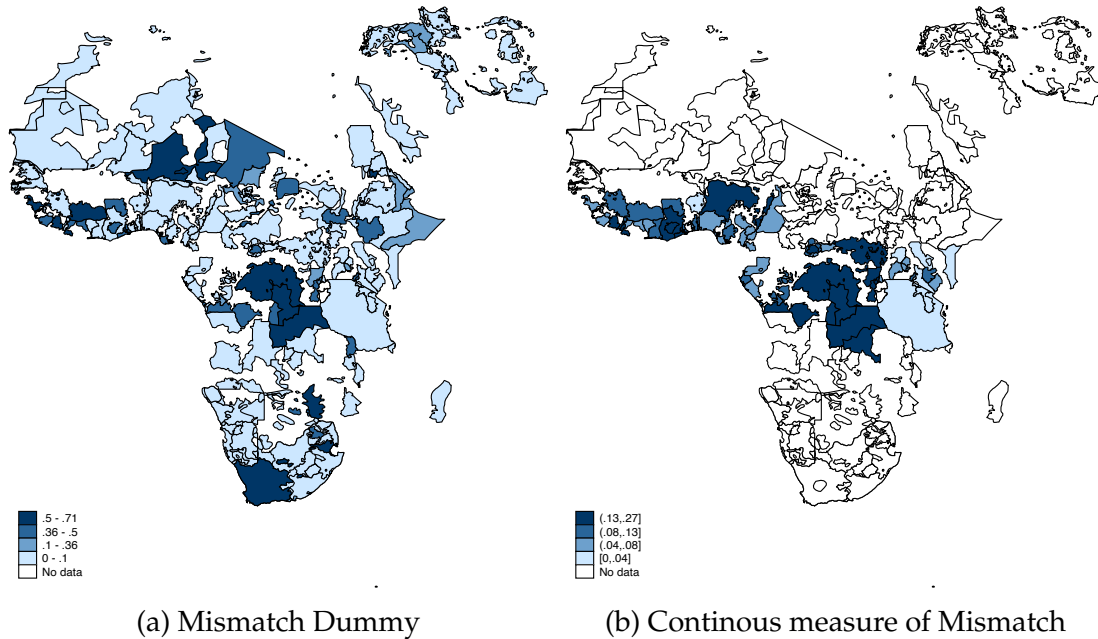 .5 - .71
.36 - .5
.1 - .36
0 - .1
No data
(.13,.27]
(.08,.13]
(.04,.08]
[0,.04]
No data
(a) Mismatch Dummy
(b) Continous measure of Mismatch